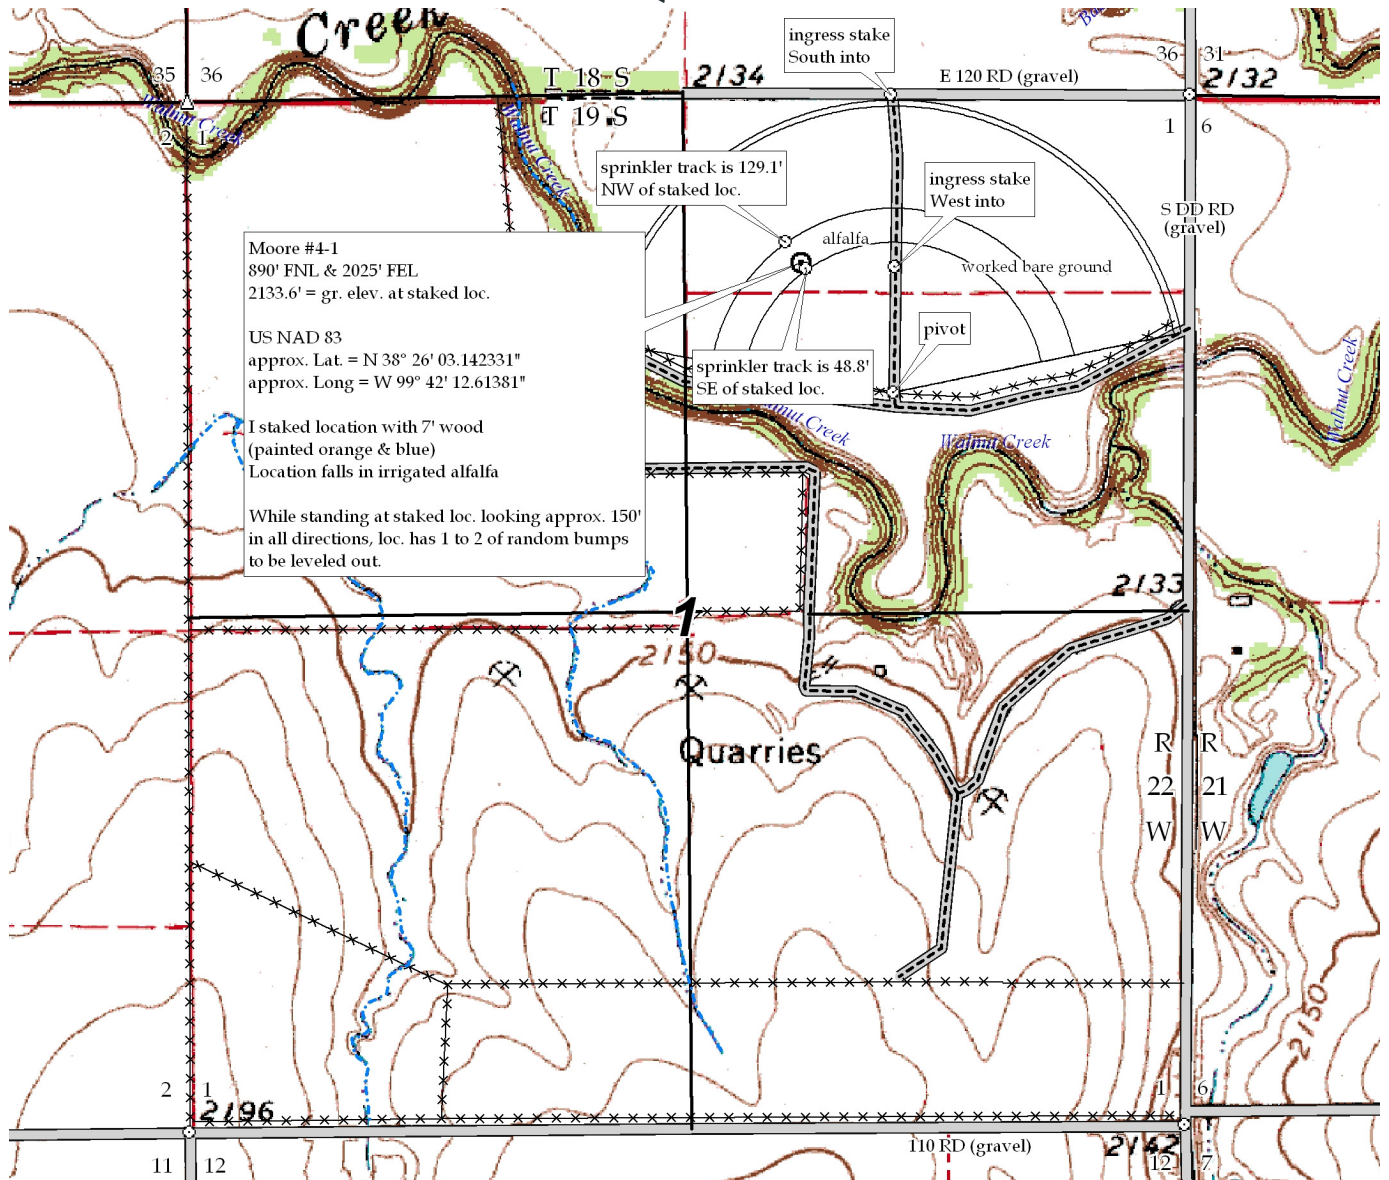 Creek
ingress stake
South into
35
36
T 18 S
2134
E 120 RD (gravel)
36
31
2132
Walnut Creek
2
1
T 19 S
Walnut Creek
1
6
sprinkler track is 129.1'
NW of staked loc.
ingress stake
West into
S DD RD
(gravel)
alfalfa
worked bare ground
Moore #4-1
890' FNL & 2025' FEL
2133.6' = gr. elev. at staked loc.
US NAD 83
approx. Lat. = N 38° 26' 03.142331"
approx. Long = W 99° 42' 12.61381"
I staked location with 7' wood
(painted orange & blue)
Location falls in irrigated alfalfa
While standing at staked loc. looking approx. 150'
in all directions, loc. has 1 to 2 of random bumps
to be leveled out.
pivot
sprinkler track is 48.8'
SE of staked loc.
Walnut Creek
Walnut Creek
Walnut Creek
2133
1
2150
Quarries
R
R
22
21
W
W
2150
2
1
2196
1
6
110 RD (gravel)
2142
11
12
12
7